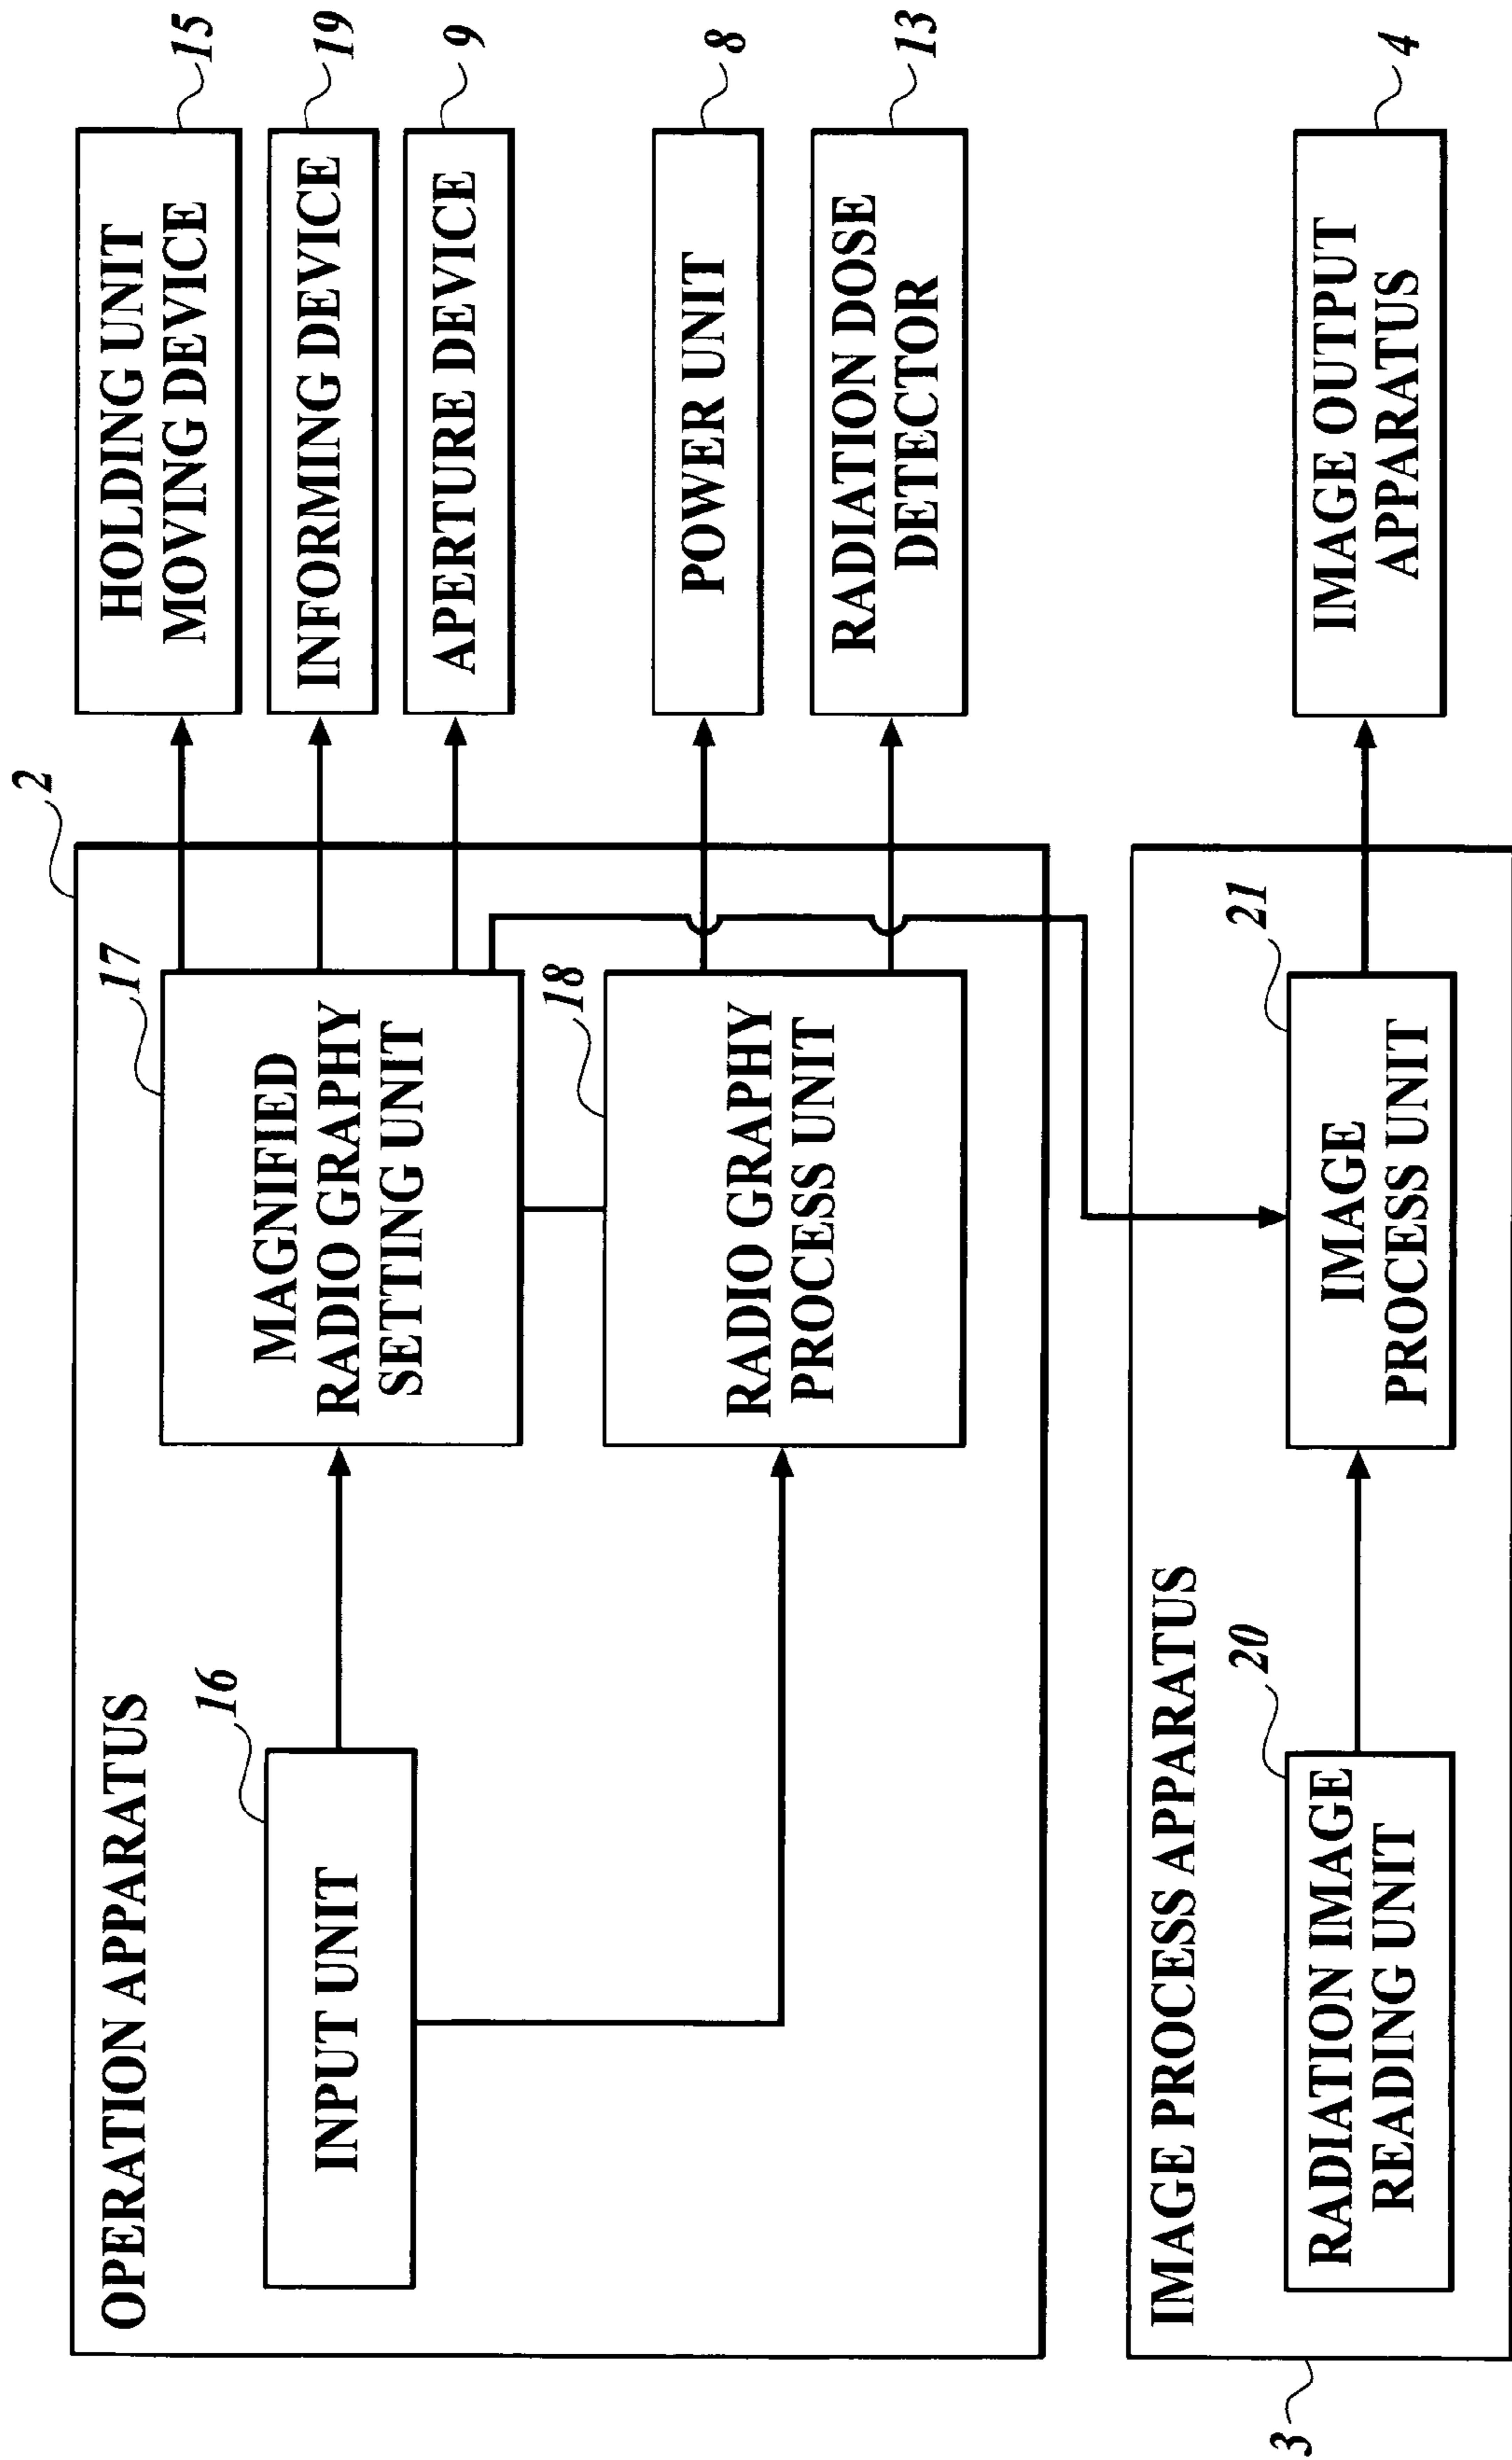 2
OPERATION APPARATUS
16
INPUT UNIT
17
MAGNIFIED
RADIO GRAPHY
SETTING UNIT
18
RADIO GRAPHY
PROCESS UNIT
HOLDING UNIT
MOVING DEVICE
15
INFORMING DEVICE
19
APERTURE DEVICE
9
POWER UNIT
8
RADIATION DOSE
DETECTOR
13
3
IMAGE PROCESS APPARATUS
20
RADIATION IMAGE
READING UNIT
21
IMAGE
PROCESS UNIT
IMAGE OUTPUT
APPARATUS
4